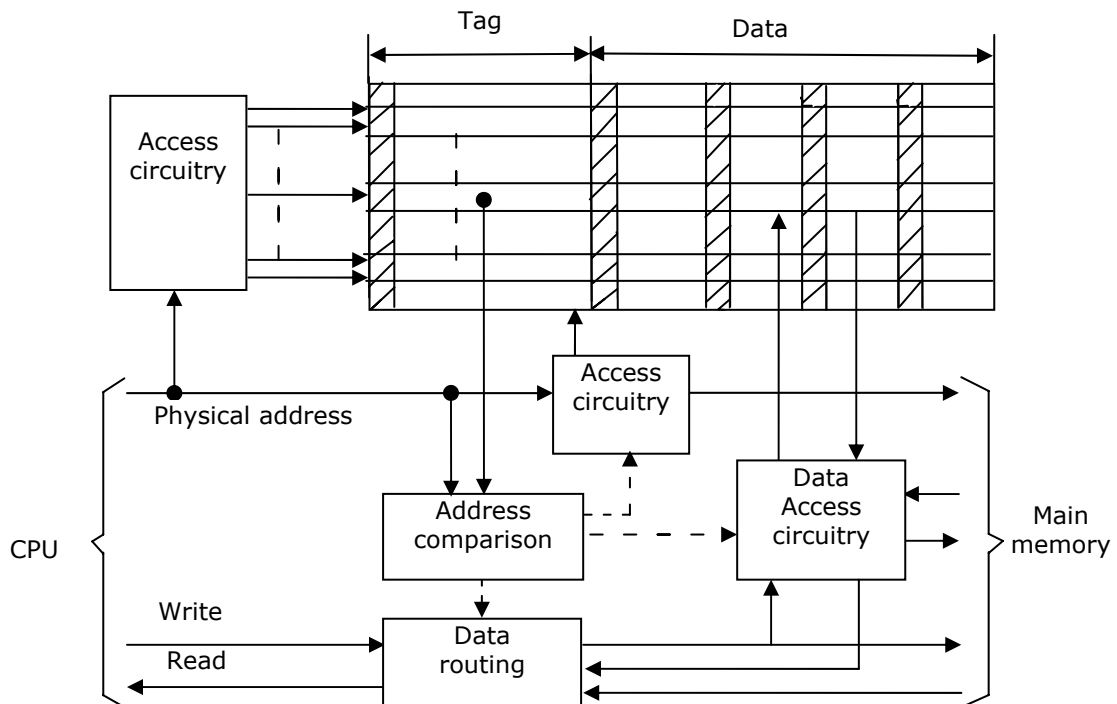 Tag
Data
Access
circuitry
Access
circuitry
Physical address
Data
Access
circuitry
Address
comparison
Main
memory
CPU
Write
Read
Data
routing